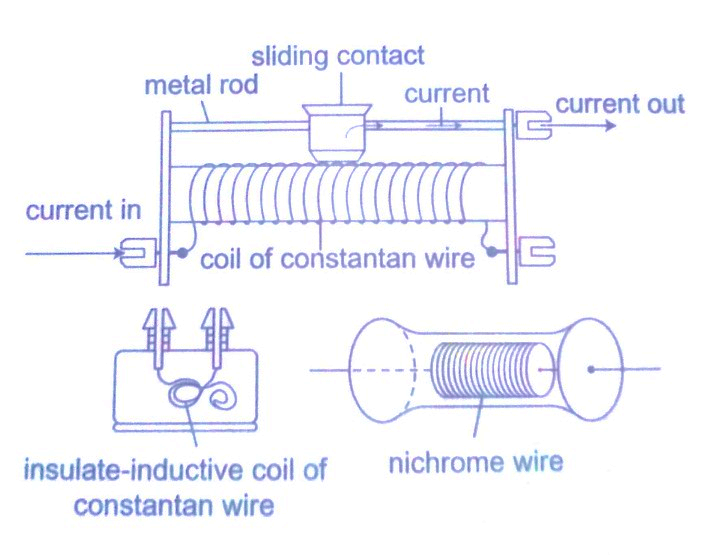 sliding contact
metal rod
current
current out
current in
coil of constantan wire
insulate-inductive coil of
constantan wire
nichrome wire